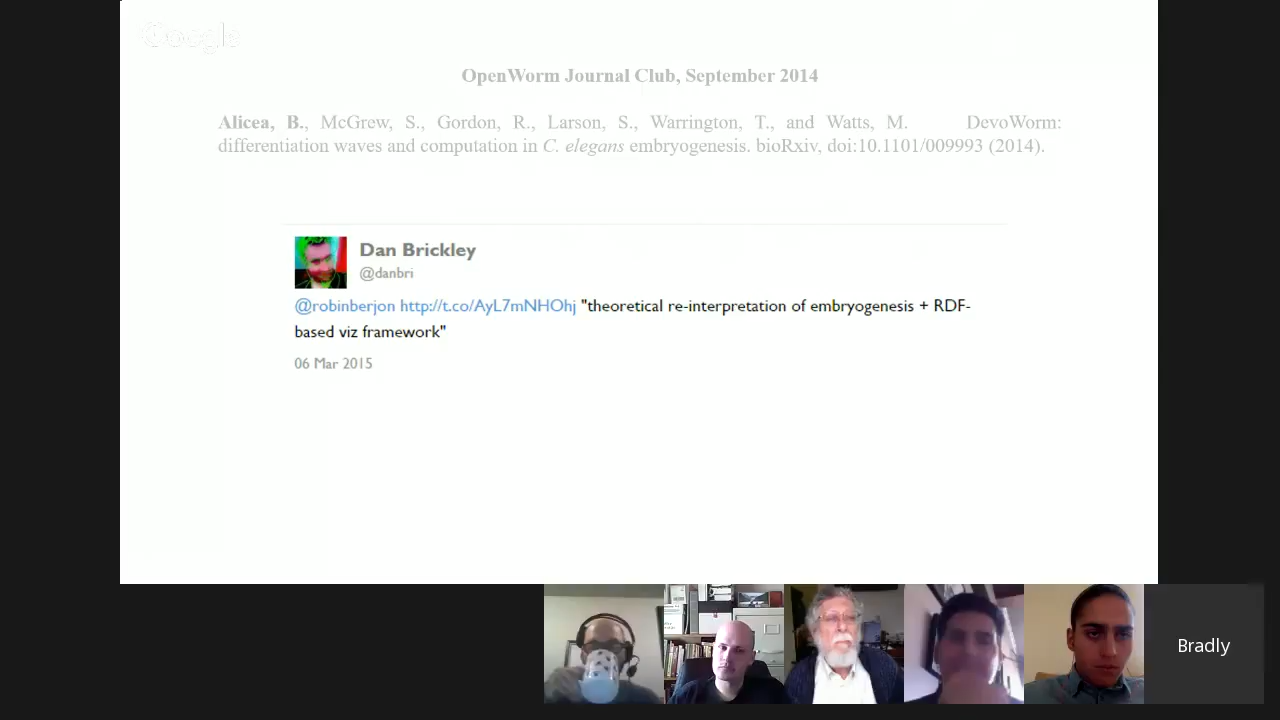 Google
OpenWorm Journal Club, September 2014
Alicea, B., McGrew, S., Gordon, R., Larson, S., Warrington, T., and Watts, M. DevoWorm:
differentiation waves and computation in C. elegans embryogenesis. bioRxiv, doi:10.1101/009993 (2014).
Dan Brickley
@danbri
@robinberjon http://t.co/AyL7mNHOhj "theoretical re-interpretation of embryogenesis + RDF-
based viz framework"
06 Mar 2015
Bradly